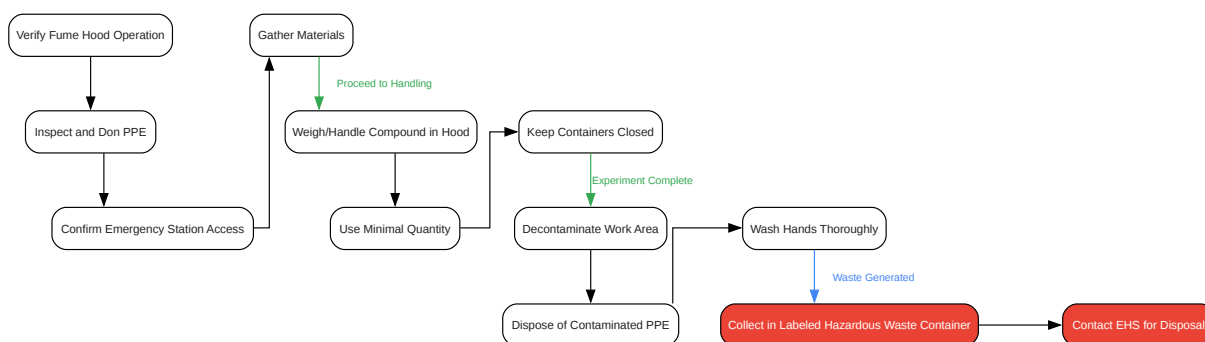 Verify Fume Hood Operation
Gather Materials
Proceed to Handling
Inspect and Don PPE
Weigh/Handle Compound in Hood
Keep Containers Closed
Experiment Complete
Confirm Emergency Station Access
Use Minimal Quantity
Decontaminate Work Area
Wash Hands Thoroughly
Waste Generated
Dispose of Contaminated PPE
Collect in Labeled Hazardous Waste Container
Contact EHS for Disposal